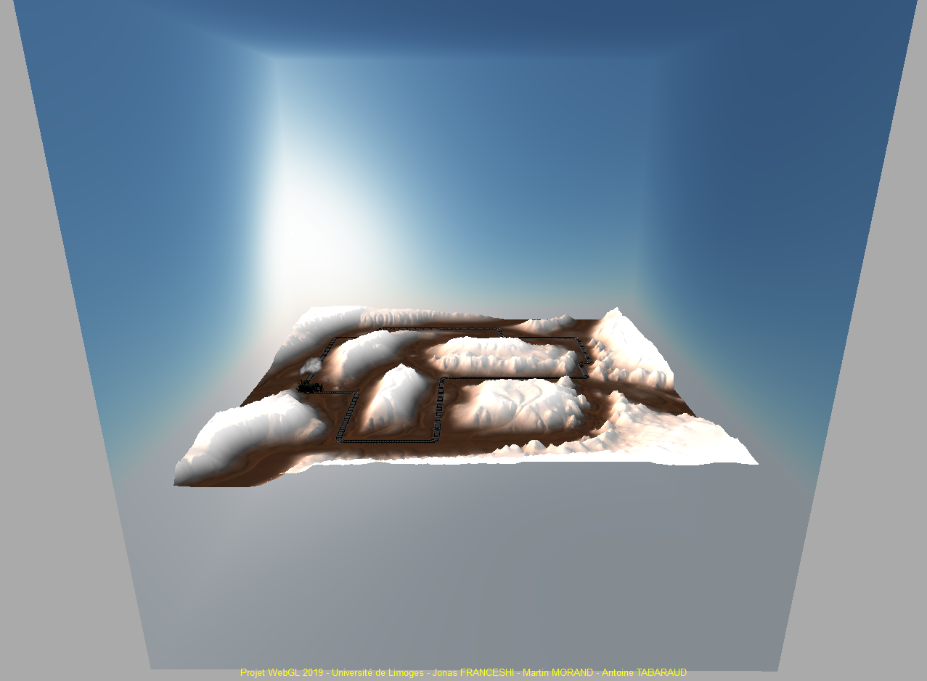 Projet WebGL 2019 - Université de Limoges - Jonas FRANCESHI - Martin MORAND - Antoine TABARAUD